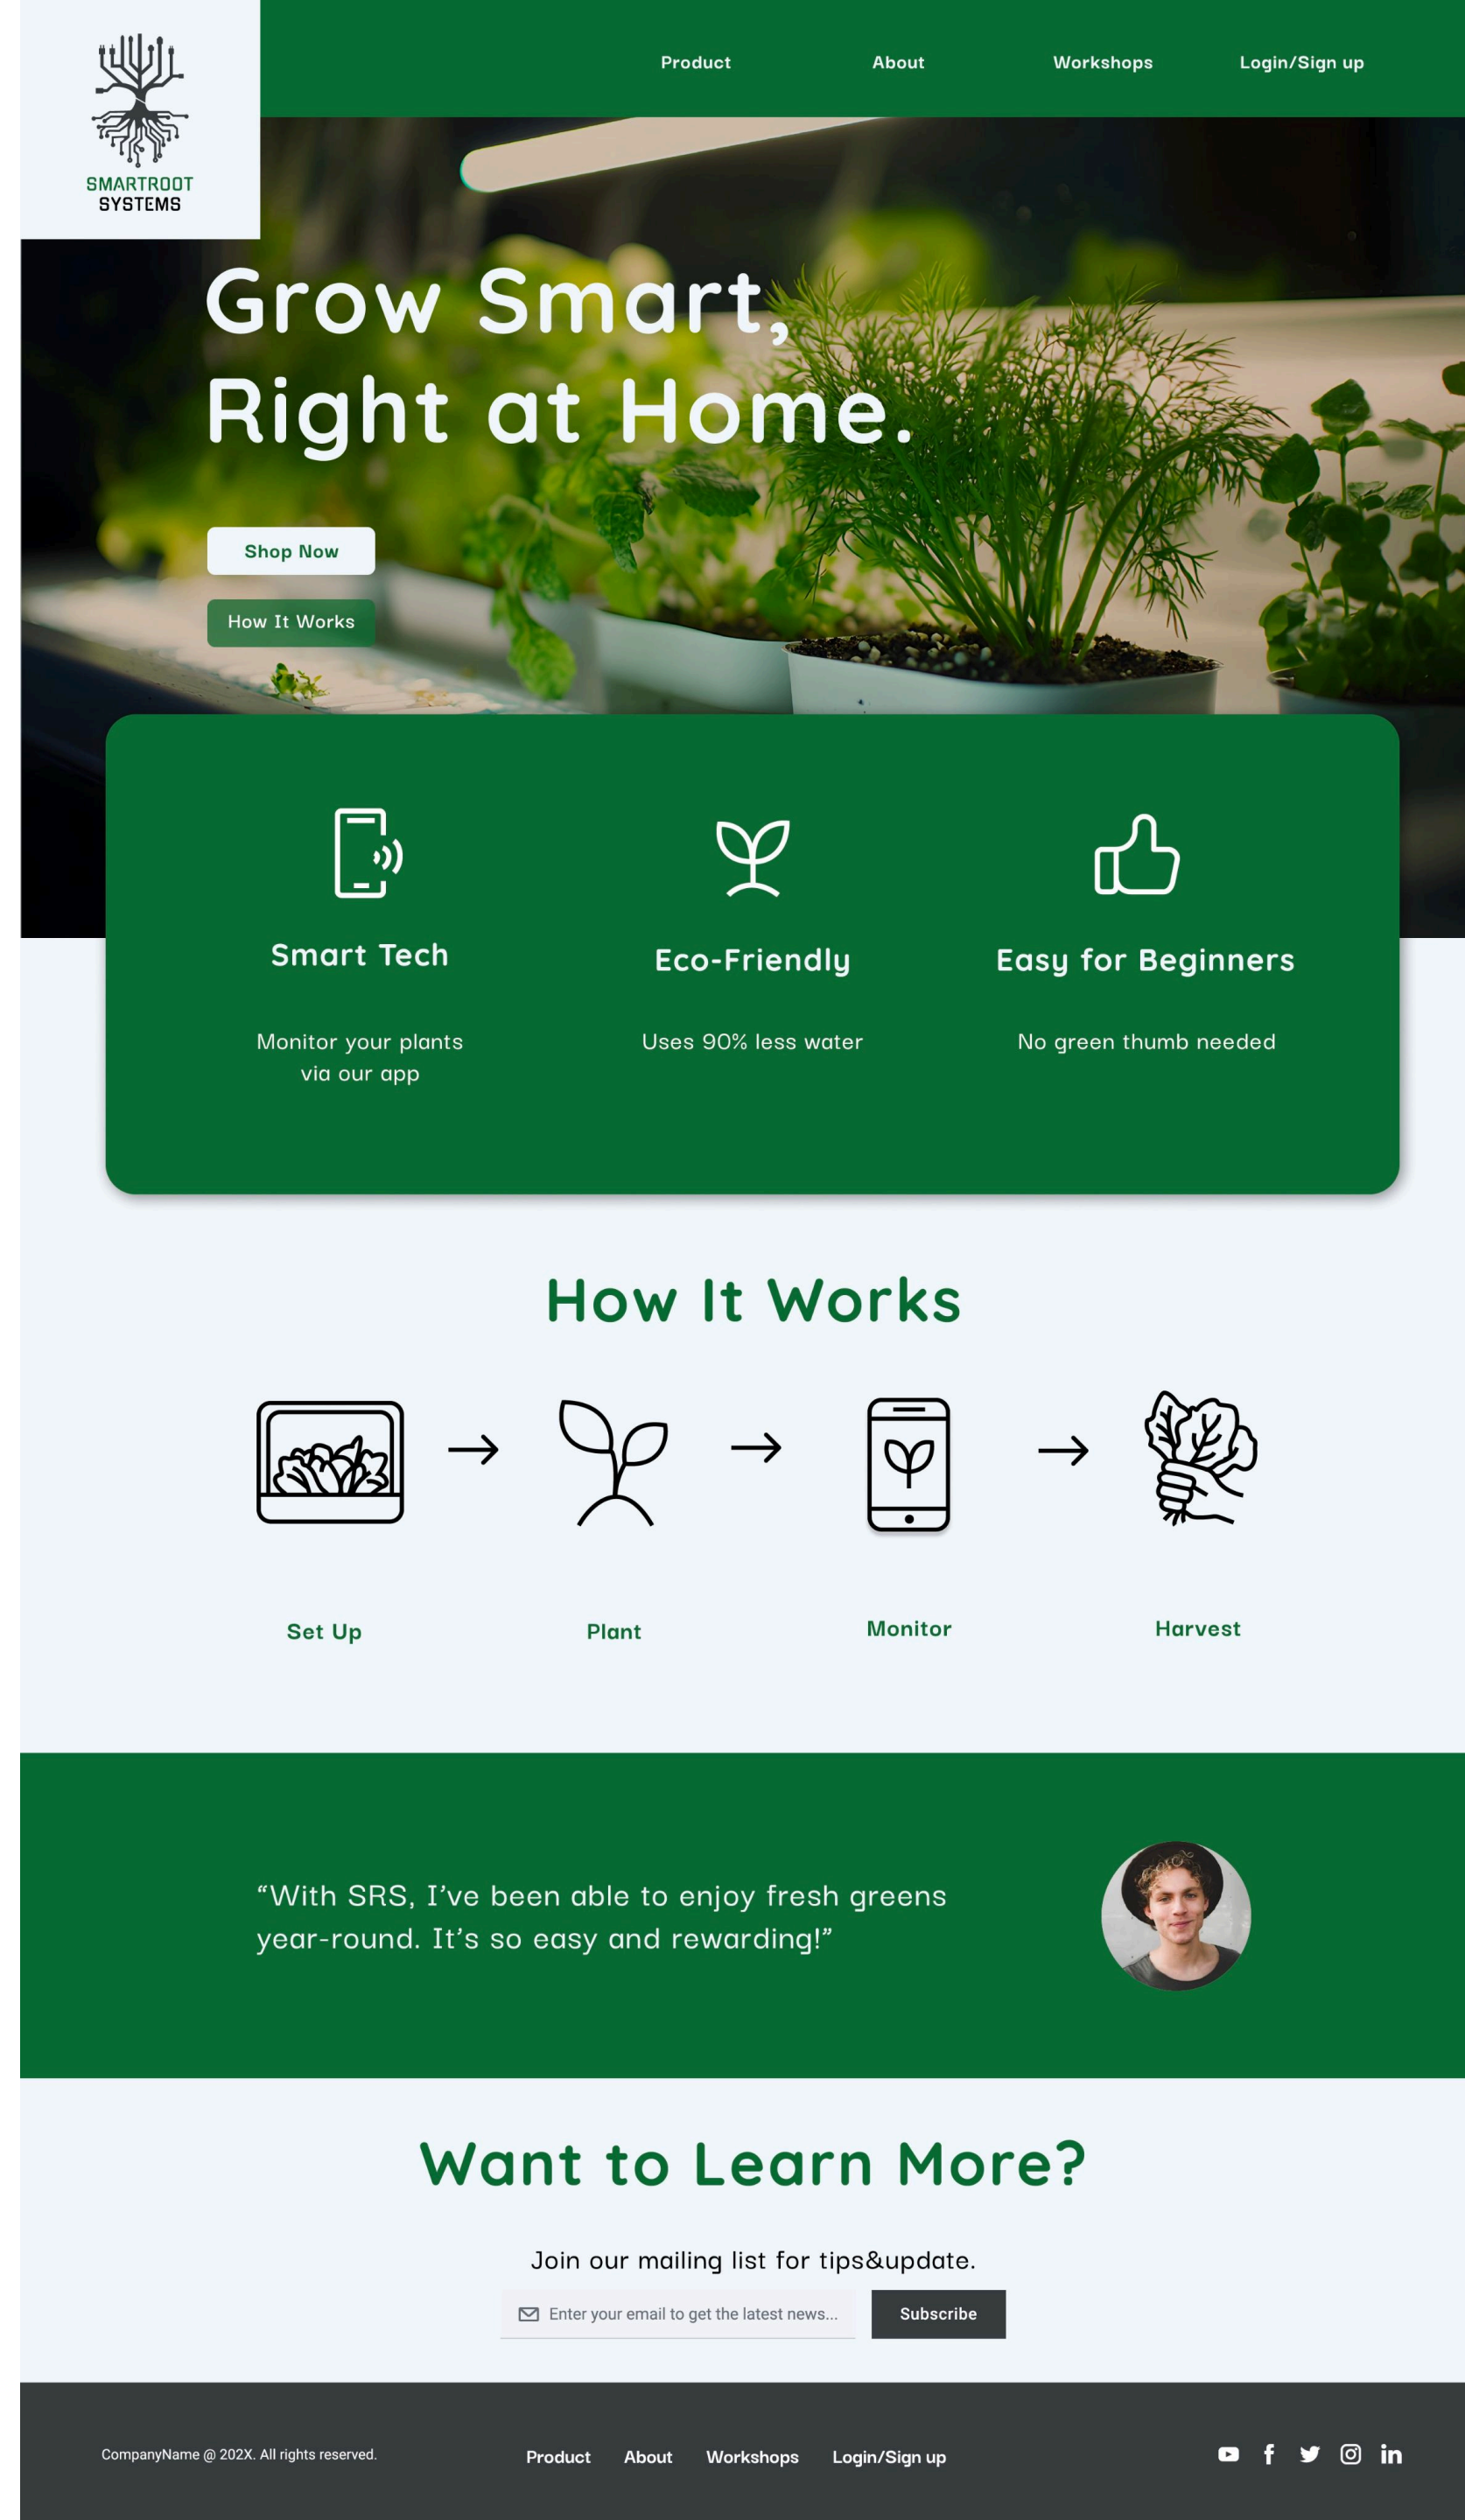 SMARTROOT
SYSTEMS
Product
About
Workshops
Login/Sign up
Grow Smart,
Right at Home.
Shop Now
How It Works
Smart Tech
Monitor your plants
via our app
Eco-Friendly
Uses 90% less water
Easy for Beginners
No green thumb needed
How It Works
Set Up
Plant
Monitor
Harvest
“With SRS, I’ve been able to enjoy fresh greens
year-round. It’s so easy and rewarding!”
Want to Learn More?
Join our mailing list for tips&update.
Enter your email to get the latest news...
Subscribe
CompanyName @ 202X. All rights reserved.
Product
About
Workshops
Login/Sign up